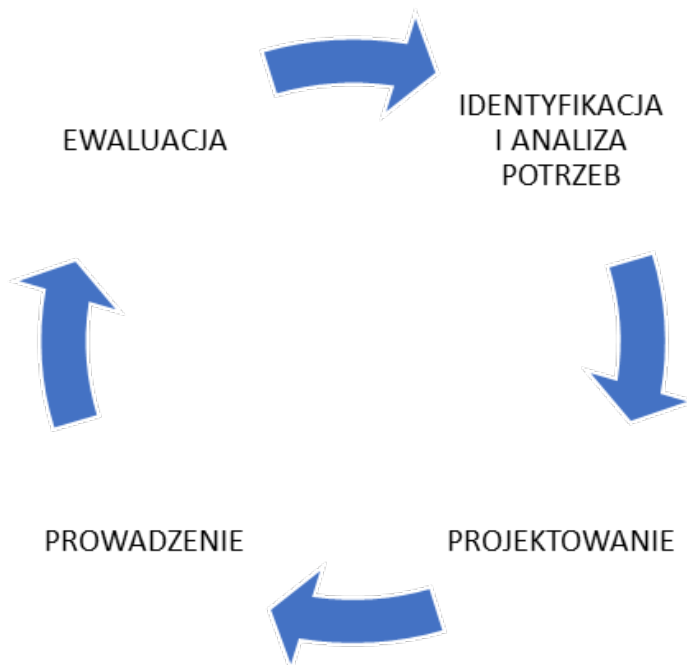 EWALUACJA
IDENTYFIKACJA
I ANALIZA
POTRZEB
PROWADZENIE
PROJEKTOWANIE